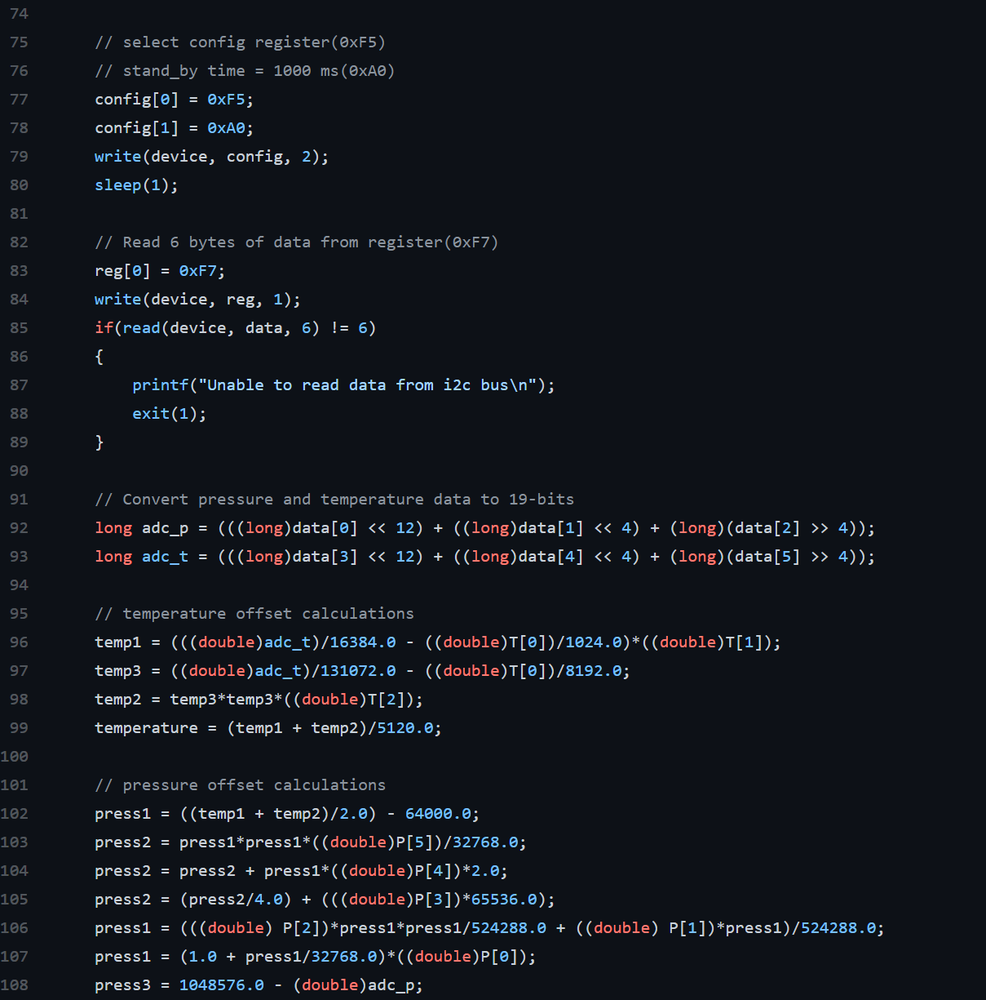 74
75 // select config register(0xF5)
76 // stand_by time = 1000 ms(0xA0)
77 config[0] = 0xF5;
78 config[1] = 0xA0;
79 write(device, config, 2);
80 sleep(1);
81
82 // Read 6 bytes of data from register(0xF7)
83 reg[0] = 0xF7;
84 write(device, reg, 1);
85 if(read(device, data, 6) != 6)
86 {
87 printf("Unable to read data from i2c bus\n");
88 exit(1);
89 }
90
91 // Convert pressure and temperature data to 19-bits
92 long adc_p = (((long)data[0] << 12) + ((long)data[1] << 4) + (long)(data[2] >> 4));
93 long adc_t = (((long)data[3] << 12) + ((long)data[4] << 4) + (long)(data[5] >> 4));
94
95 // temperature offset calculations
96 temp1 = (((double)adc_t)/16384.0 - ((double)T[0])/1024.0)*((double)T[1]);
97 temp3 = ((double)adc_t)/131072.0 - ((double)T[0])/8192.0;
98 temp2 = temp3*temp3*((double)T[2]);
99 temperature = (temp1 + temp2)/5120.0;
100
101 // pressure offset calculations
102 press1 = ((temp1 + temp2)/2.0) - 64000.0;
103 press2 = press1*press1*((double)P[5])/32768.0;
104 press2 = press2 + press1*((double)P[4])*2.0;
105 press2 = (press2/4.0) + (((double)P[3])*65536.0);
106 press1 = (((double) P[2])*press1*press1/524288.0 + ((double) P[1])*press1)/524288.0;
107 press1 = (1.0 + press1/32768.0)*((double)P[0]);
108 press3 = 1048576.0 - (double)adc_p;